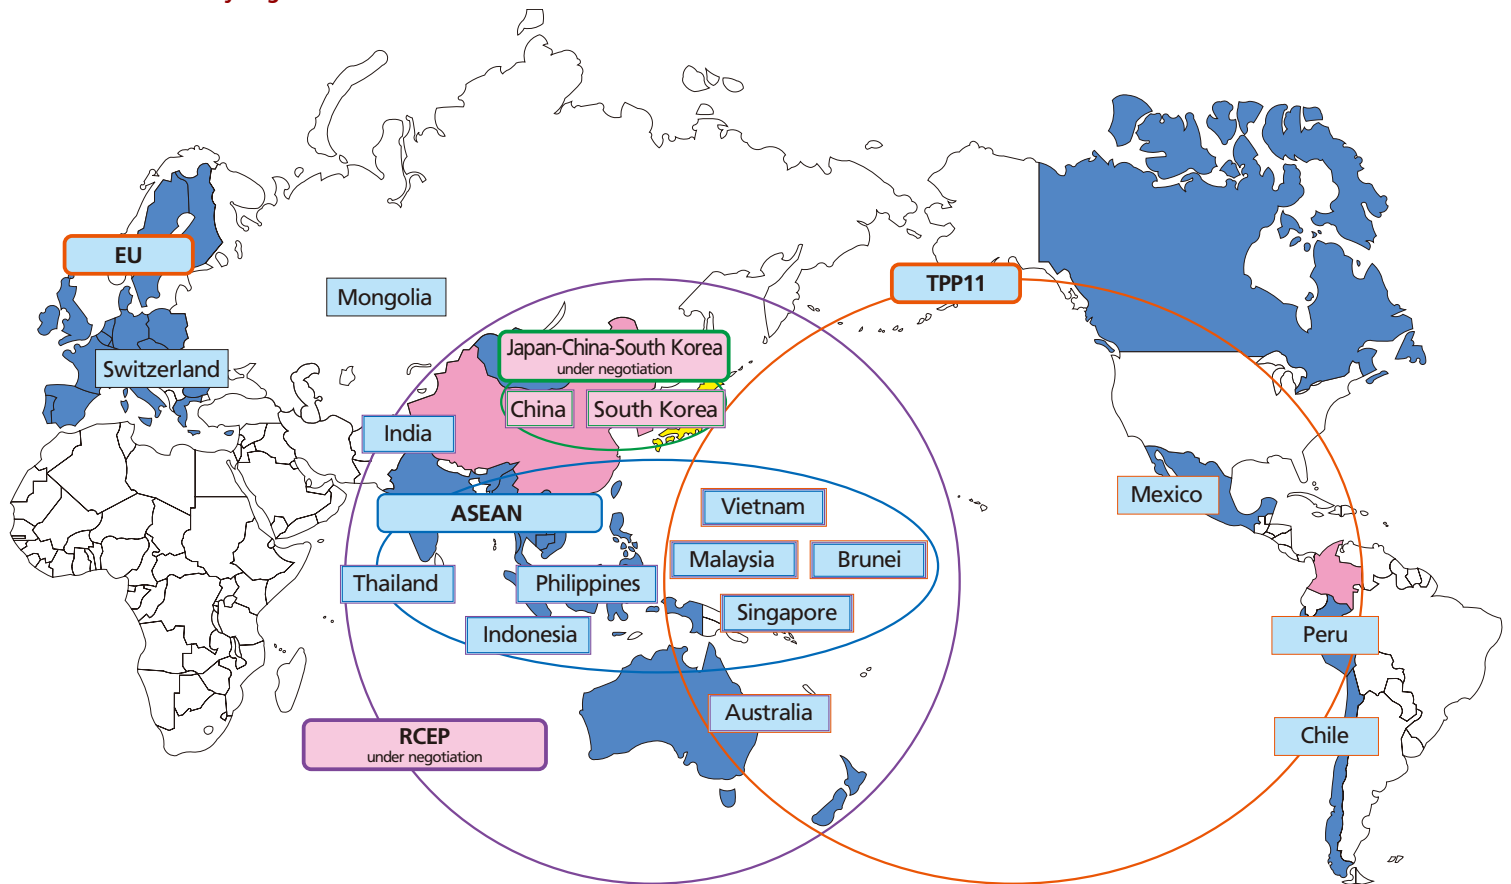 EU
TPP11
Mongolia
Japan-China-South Korea
under negotiation
Switzerland
China
South Korea
India
Mexico
Vietnam
ASEAN
Malaysia
Brunei
Thailand
Philippines
Singapore
Indonesia
Peru
Australia
RCEP
under negotiation
Chile